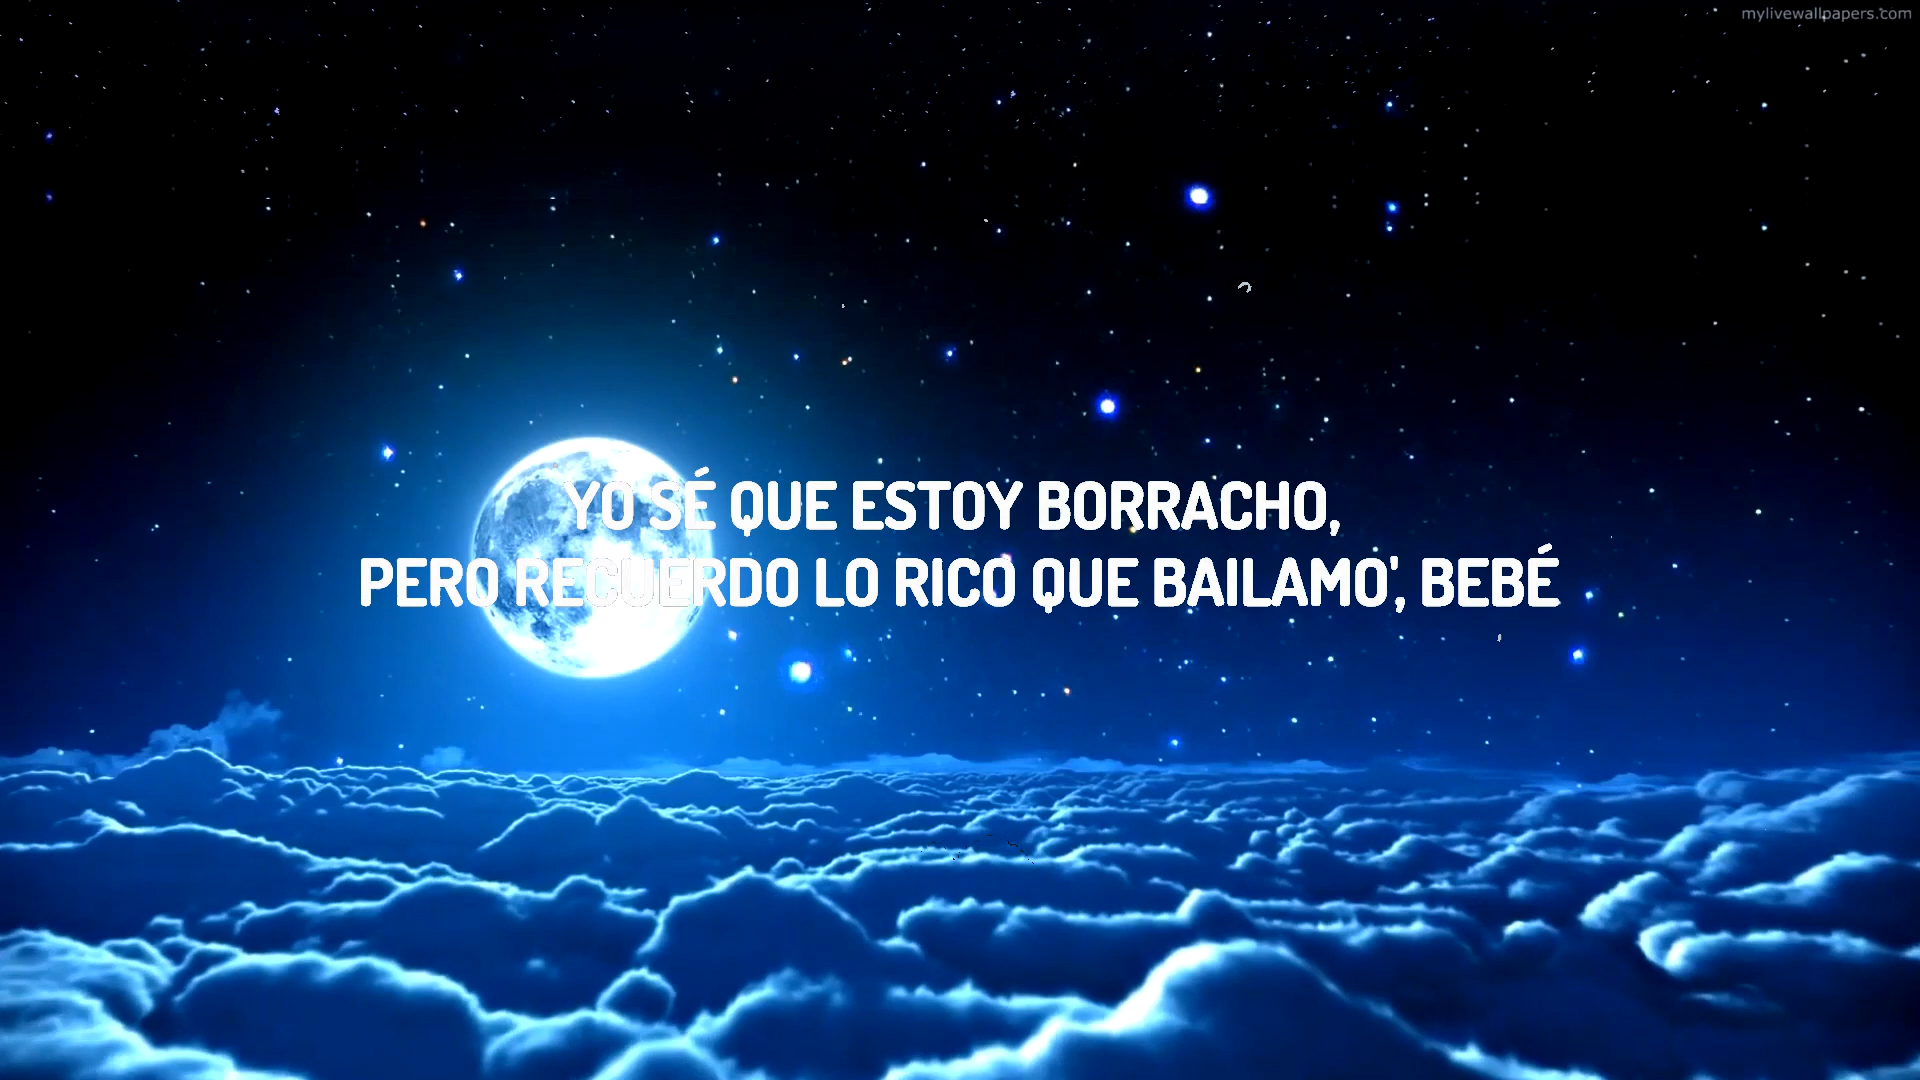 mylivewallpapers.com
YO SÉ QUE ESTOY BORRACHO,
PERO RECUERDO LO RICO QUE BAILAMO', BEBÉ